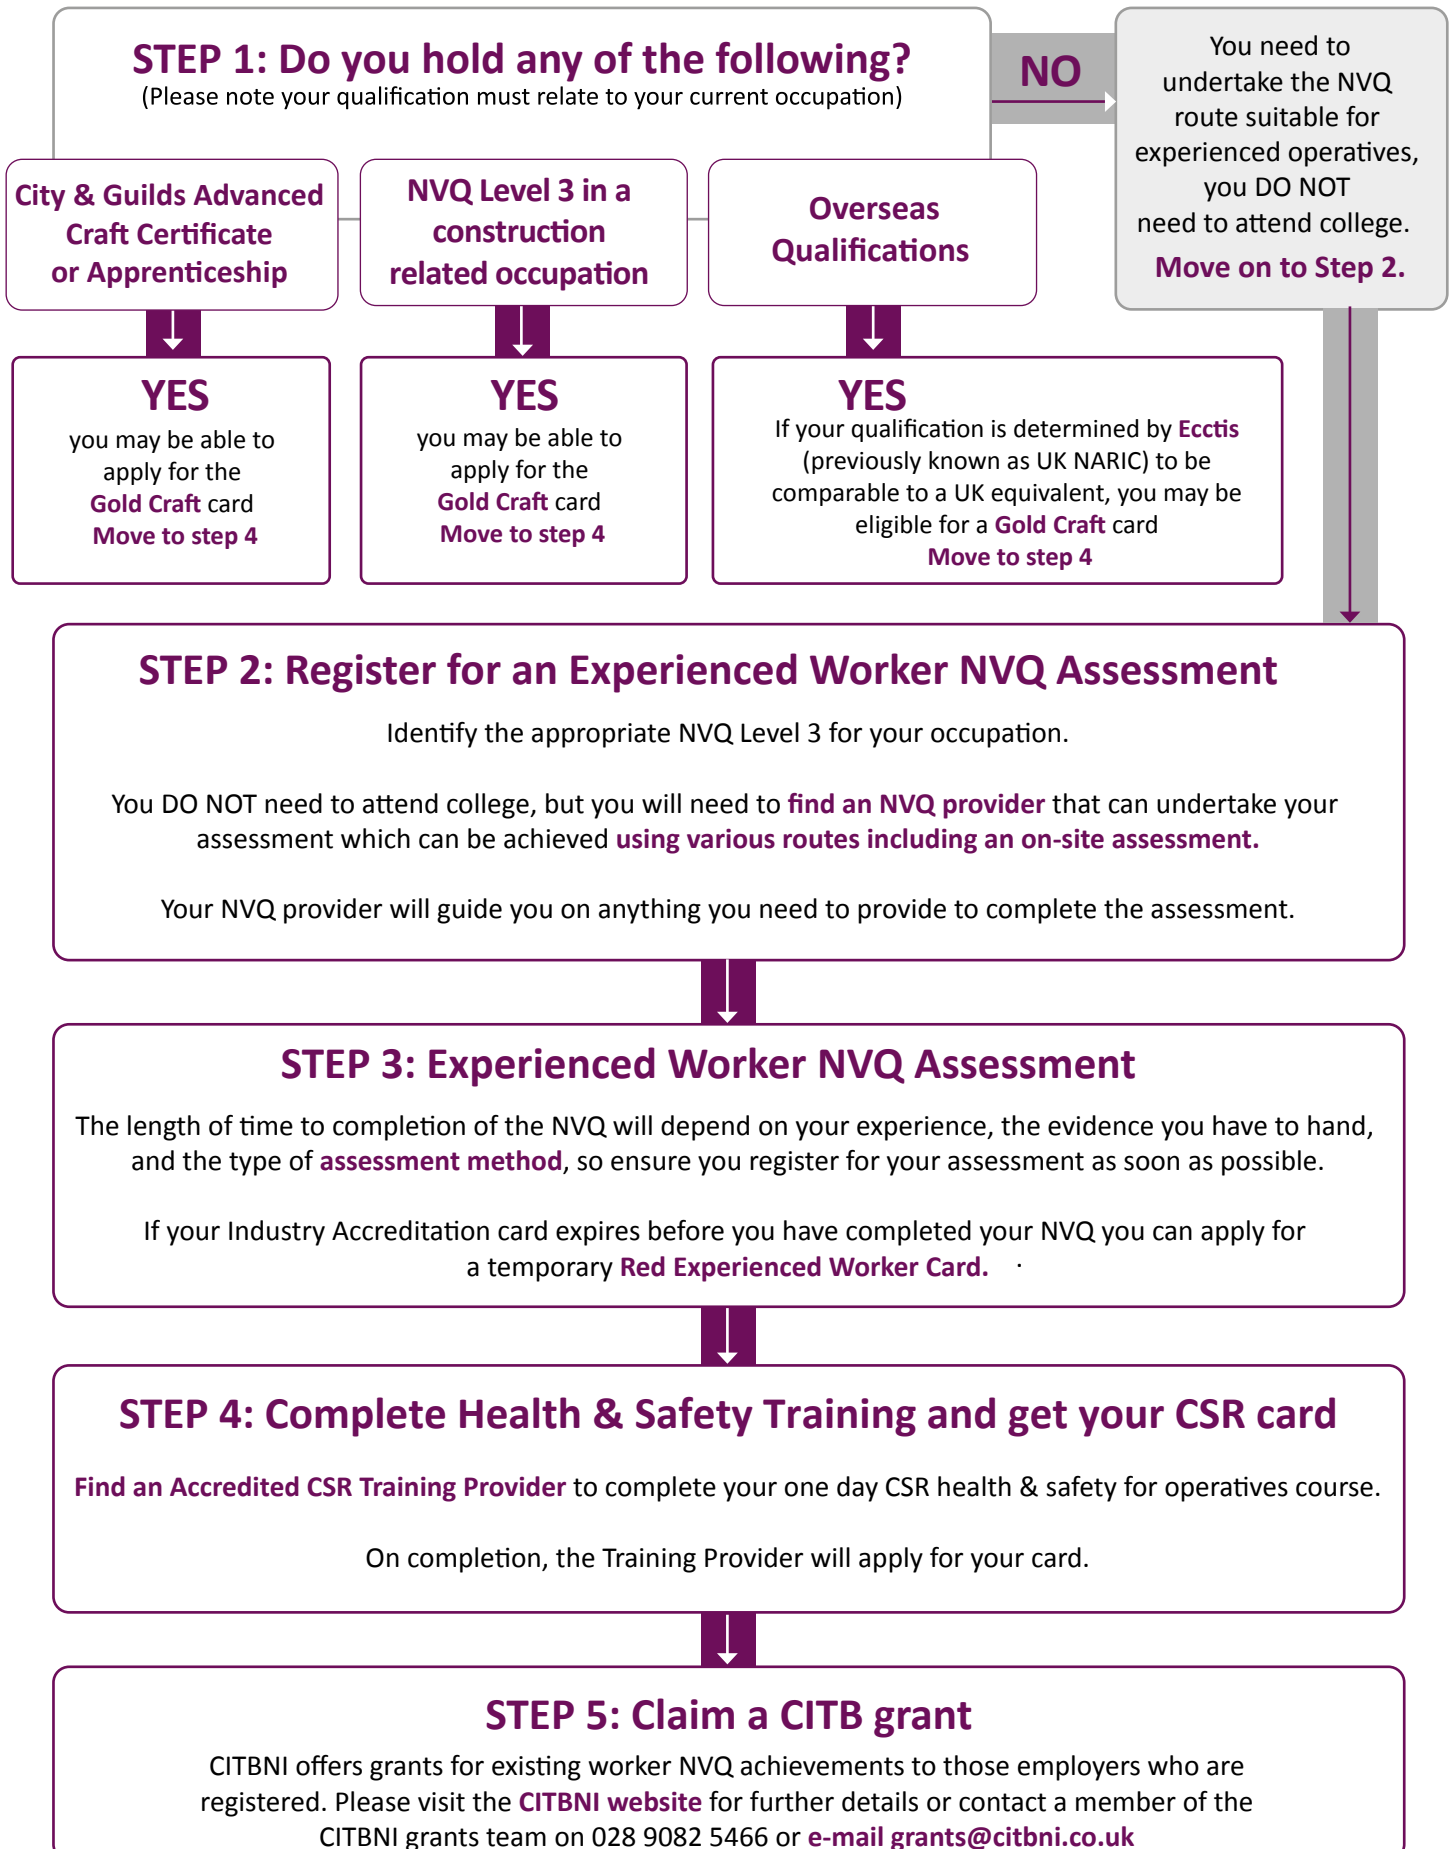 STEP 1: Do you hold any of the following?
(Please note your qualification must relate to your current occupation)
NO
You need to
undertake the NVQ
route suitable for
experienced operatives,
you DO NOT
need to attend college.
Move on to Step 2.
City & Guilds Advanced
Craft Certificate
or Apprenticeship
NVQ Level 3 in a
construction
related occupation
Overseas
Qualifications
YES
you may be able to
apply for the
Gold Craft card
Move to step 4
YES
you may be able to
apply for the
Gold Craft card
Move to step 4
YES
If your qualification is determined by Ecctis
(previously known as UK NARIC) to be
comparable to a UK equivalent, you may be
eligible for a Gold Craft card
Move to step 4
STEP 2: Register for an Experienced Worker NVQ Assessment
Identify the appropriate NVQ Level 3 for your occupation.
You DO NOT need to attend college, but you will need to find an NVQ provider that can undertake your
assessment which can be achieved using various routes including an on-site assessment.
Your NVQ provider will guide you on anything you need to provide to complete the assessment.
STEP 3: Experienced Worker NVQ Assessment
The length of time to completion of the NVQ will depend on your experience, the evidence you have to hand,
and the type of assessment method, so ensure you register for your assessment as soon as possible.
If your Industry Accreditation card expires before you have completed your NVQ you can apply for
a temporary Red Experienced Worker Card. .
STEP 4: Complete Health & Safety Training and get your CSR card
Find an Accredited CSR Training Provider to complete your one day CSR health & safety for operatives course.
On completion, the Training Provider will apply for your card.
STEP 5: Claim a CITB grant
CITBNI offers grants for existing worker NVQ achievements to those employers who are
registered. Please visit the CITBNI website for further details or contact a member of the
CITBNI grants team on 028 9082 5466 or e-mail grants@citbni.co.uk